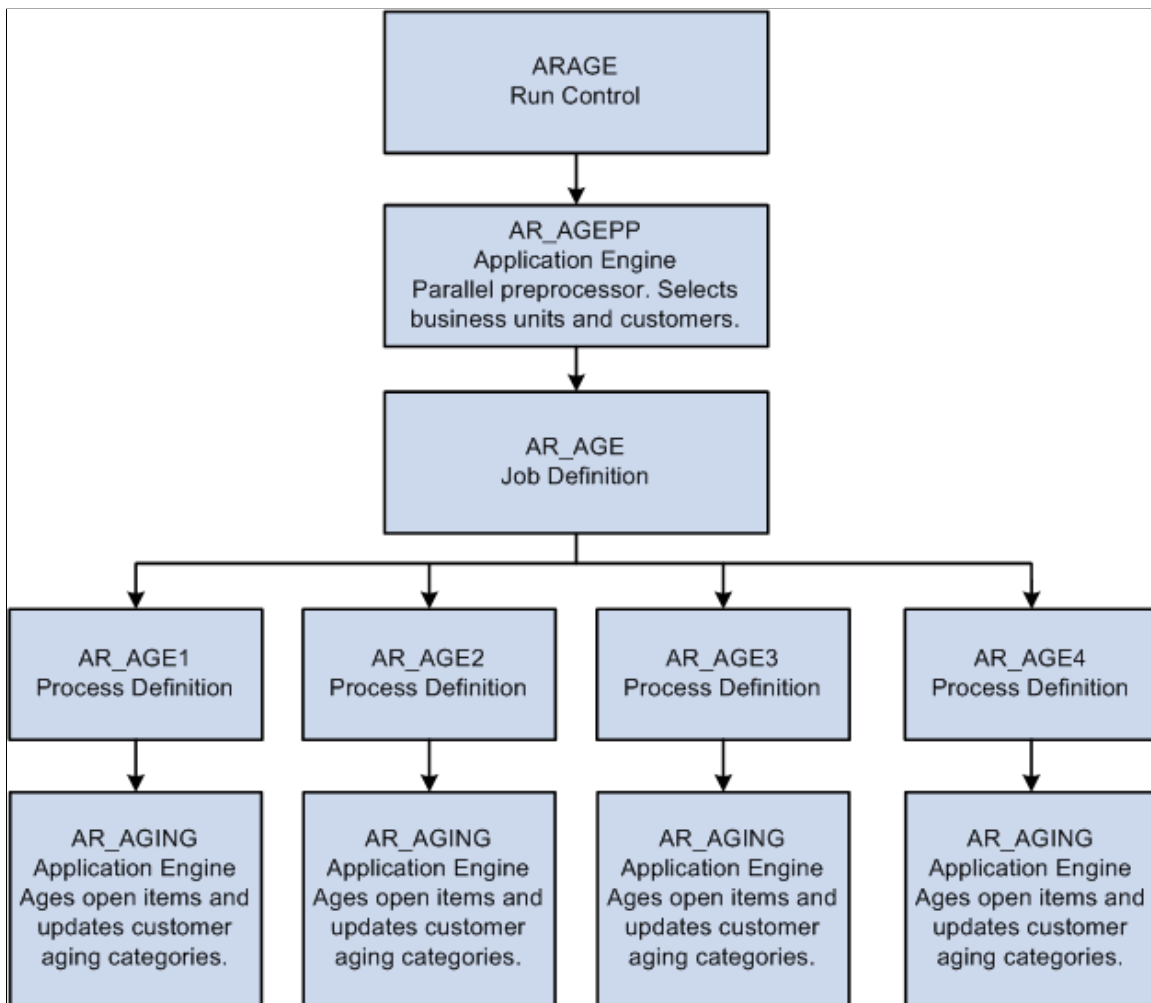 ARAGE
Run Control
AR_AGEPP
Application Engine
Parallel preprocessor. Selects
business units and customers.
AR_AGE
Job Definition
AR_AGE1
Process Definition
AR_AGE2
Process Definition
AR_AGE3
Process Definition
AR_AGE4
Process Definition
AR_AGING
Application Engine
Ages open items and
updates customer
aging categories.
AR_AGING
Application Engine
Ages open items and
updates customer
aging categories.
AR_AGING
Application Engine
Ages open items and
updates customer
aging categories.
AR_AGING
Application Engine
Ages open items and
updates customer
aging categories.